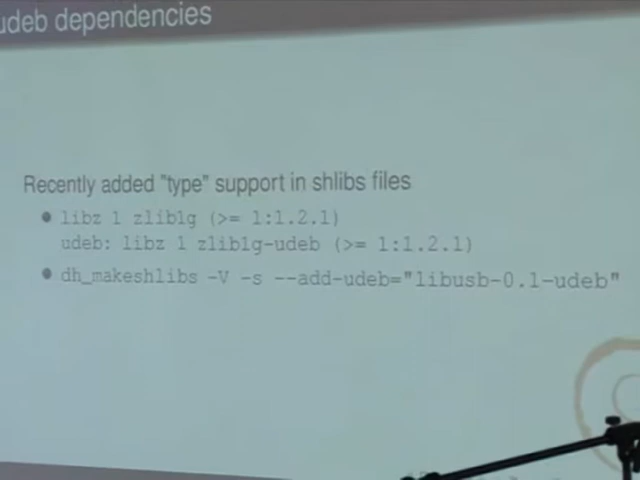 udeb dependencies
Recently added "type" support in shlibs files
libz 1 zlib1g (>= 1:1.2.1)
udeb: libz 1 zlib1g-udeb (>= 1:1.2.1)
dh_makeshlibs -V -s --add-udeb="libusb-0.1-udeb"